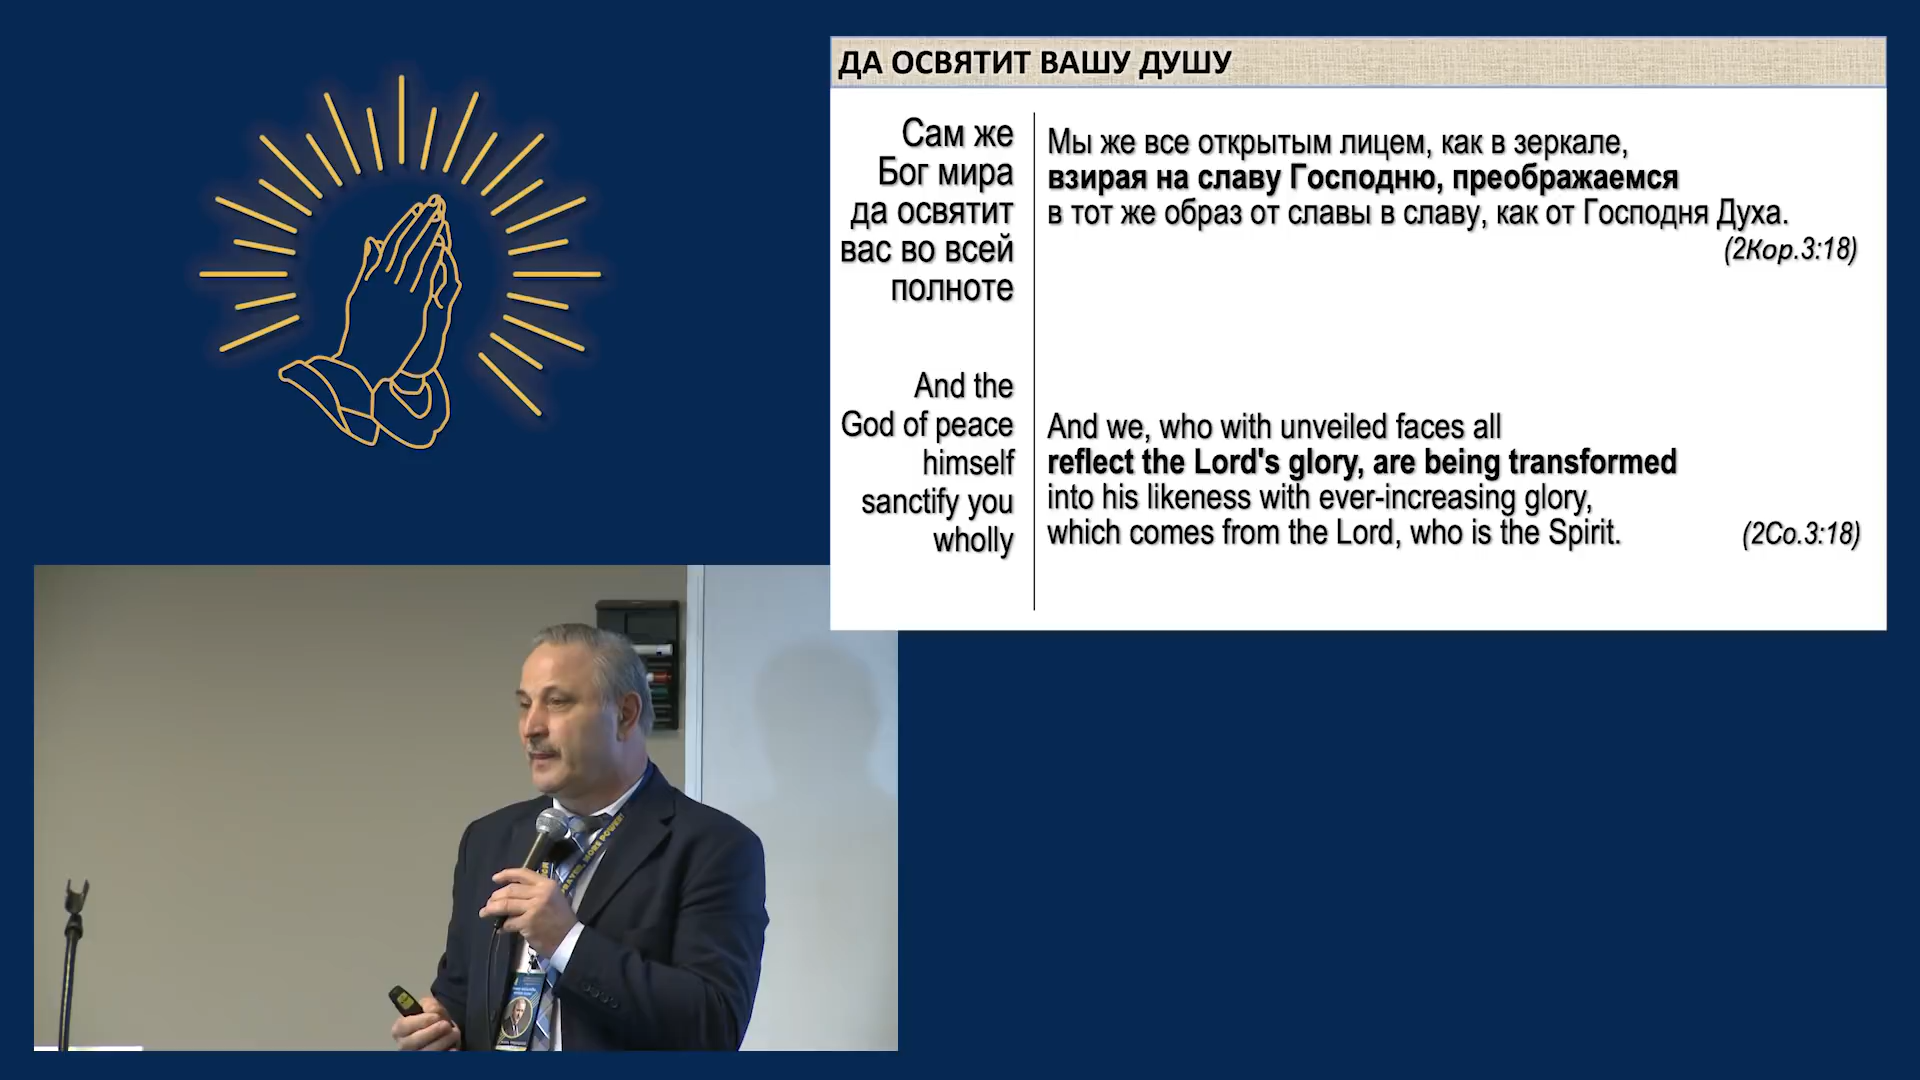 ДА ОСВЯТИТ ВАШУ ДУШУ
Сам же
Бог мира
да освятит
вас во всей
полноте
Мы же все открытым лицем, как в зеркале,
взирая на славу Господню, преображаемся
в тот же образ от славы в славу, как от Господня Духа.
(2Кор.3:18)
And the
God of peace
himself
sanctify you
wholly
And we, who with unveiled faces all
reflect the Lord's glory, are being transformed
into his likeness with ever-increasing glory,
which comes from the Lord, who is the Spirit.
(2Co.3:18)
PRAYER, MORE POWER!